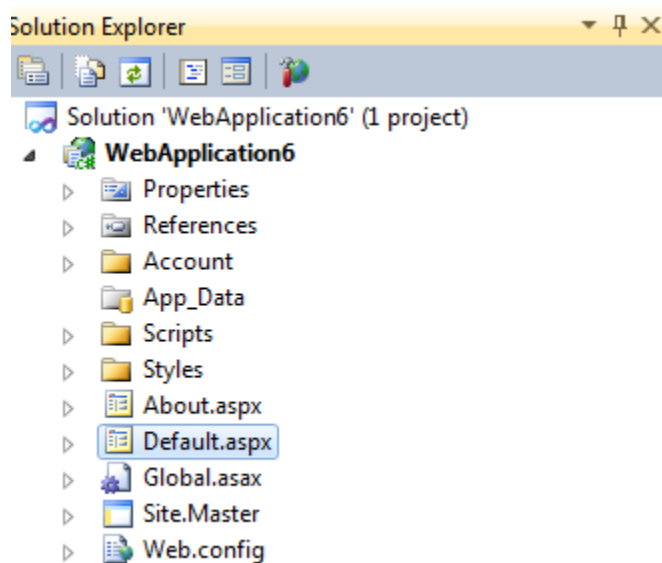 Solution Explorer
Solution 'WebApplication6' (1 project)
WebApplication6
Properties
References
Account
App_Data
Scripts
Styles
About.aspx
Default.aspx
Global.asax
Site.Master
Web.config